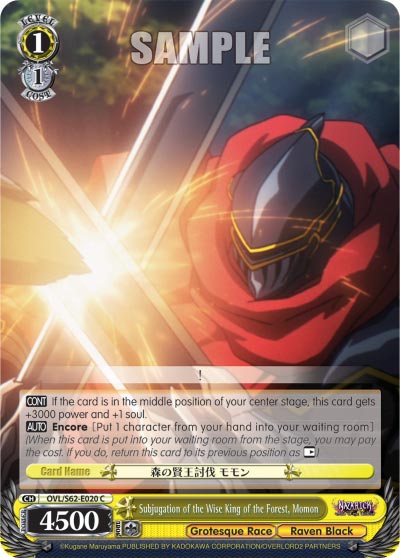 LEVEL
1
1
COST
SAMPLE
!
CONT If the card is in the middle position of your center stage, this card gets
+3000 power and +1 soul.
AUTO Encore [Put 1 character from your hand into your waiting room]
(When this card is put into your waiting room from the stage, you may pay
the cost. If you do, return this card to its previous position as )
Card Name 森の賢王討伐 モモン
CH OVL/S62-E020 C
Subjugation of the Wise King of the Forest, Momon
NAZARICK
POWER 4500
Grotesque Race Raven Black
©Kugane Maruyama,PUBLISHED BY KADOKAWA CORPORATION/OVERLORD2 PARTNERS